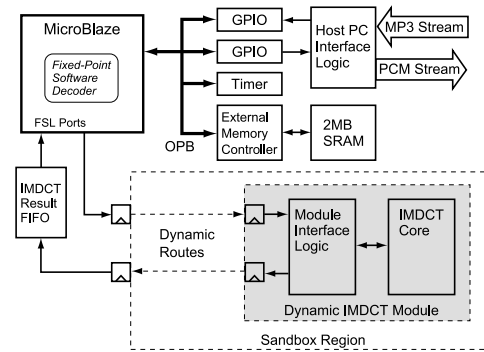 MicroBlaze
Fixed-Point
Software
Decoder
FSL Ports
GPIO
GPIO
Timer
External
Memory
Controller
OPB
Host PC
Interface
Logic
MP3 Stream
PCM Stream
2MB
SRAM
IMDCT
Result
FIFO
Dynamic
Routes
Module
Interface
Logic
IMDCT
Core
Dynamic IMDCT Module
Sandbox Region